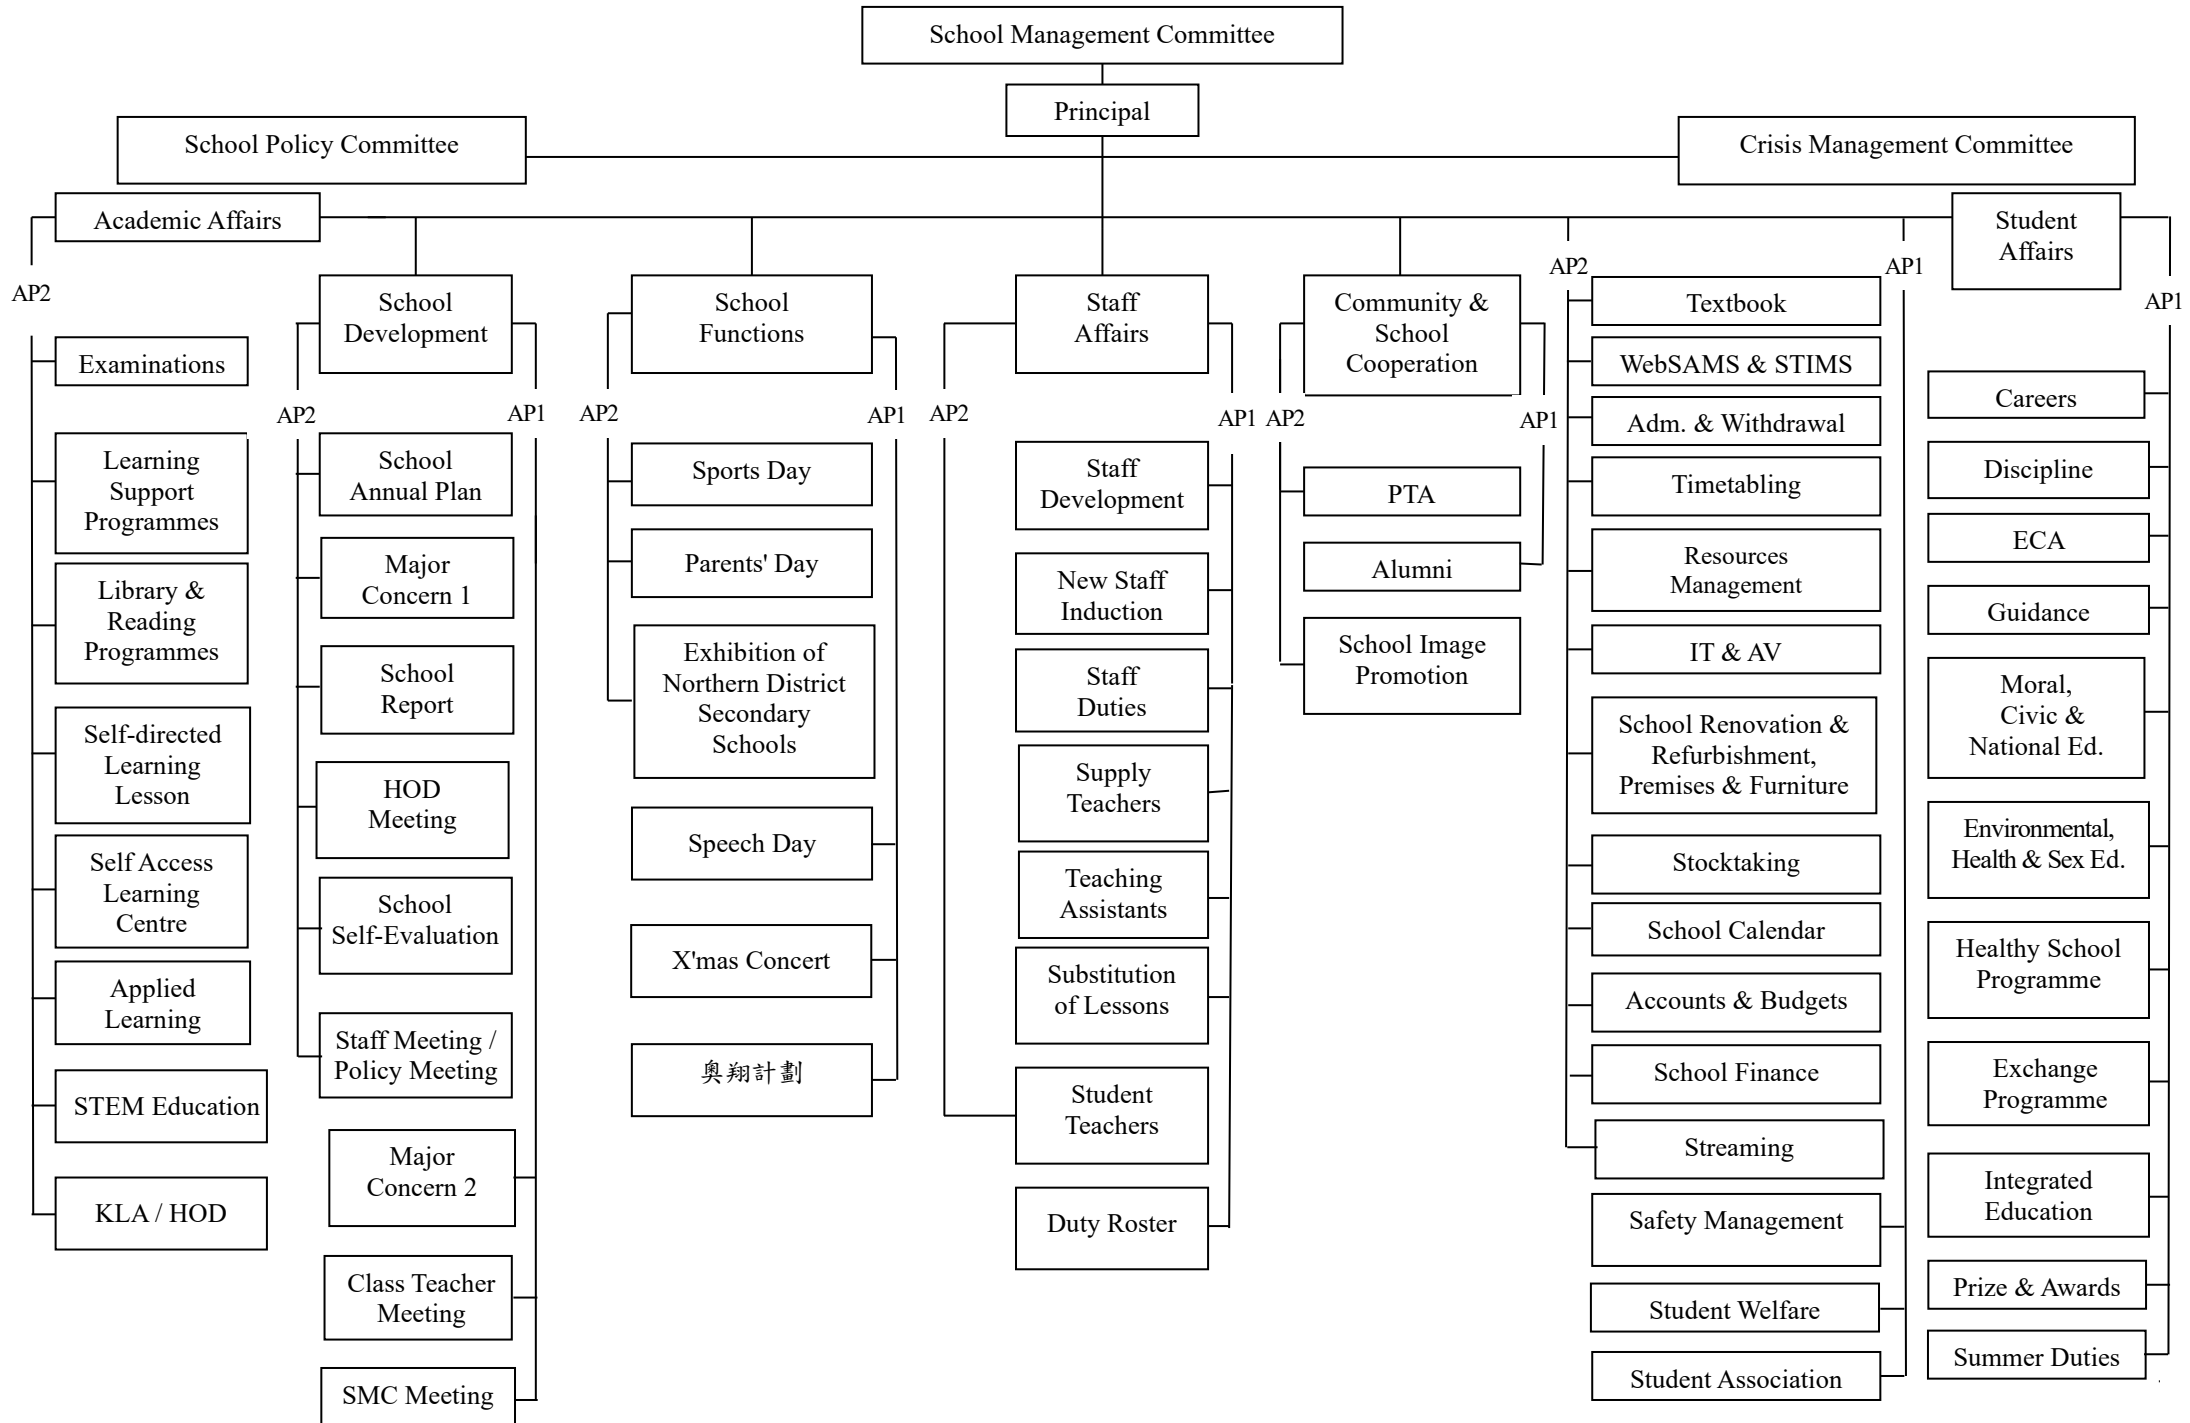 School Management Committee
Principal
School Policy Committee
Crisis Management Committee
Academic Affairs
AP2
Examinations
Learning
Support
Programmes
Library &
Reading
Programmes
Self-directed
Learning
Lesson
Self Access
Learning
Centre
Applied
Learning
STEM Education
KLA / HOD
School
Development
AP2
AP1
School
Annual Plan
Major
Concern 1
School
Report
HOD
Meeting
School
Self-Evaluation
Staff Meeting /
Policy Meeting
Major
Concern 2
Class Teacher
Meeting
SMC Meeting
School
Functions
AP2
AP1
Sports Day
Parents' Day
Exhibition of
Northern District
Secondary
Schools
Speech Day
X'mas Concert
奧翔計劃
Staff
Affairs
AP2
AP1
Staff
Development
New Staff
Induction
Staff
Duties
Supply
Teachers
Teaching
Assistants
Substitution
of Lessons
Student
Teachers
Duty Roster
Community &
School
Cooperation
AP2
AP1
PTA
Alumni
School Image
Promotion
AP2
AP1
Textbook
WebSAMS & STIMS
Adm. & Withdrawal
Timetabling
Resources
Management
IT & AV
School Renovation &
Refurbishment,
Premises & Furniture
Stocktaking
School Calendar
Accounts & Budgets
School Finance
Streaming
Safety Management
Student Welfare
Student Association
Student
Affairs
AP1
Careers
Discipline
ECA
Guidance
Moral,
Civic &
National Ed.
Environmental,
Health & Sex Ed.
Healthy School
Programme
Exchange
Programme
Integrated
Education
Prize & Awards
Summer Duties